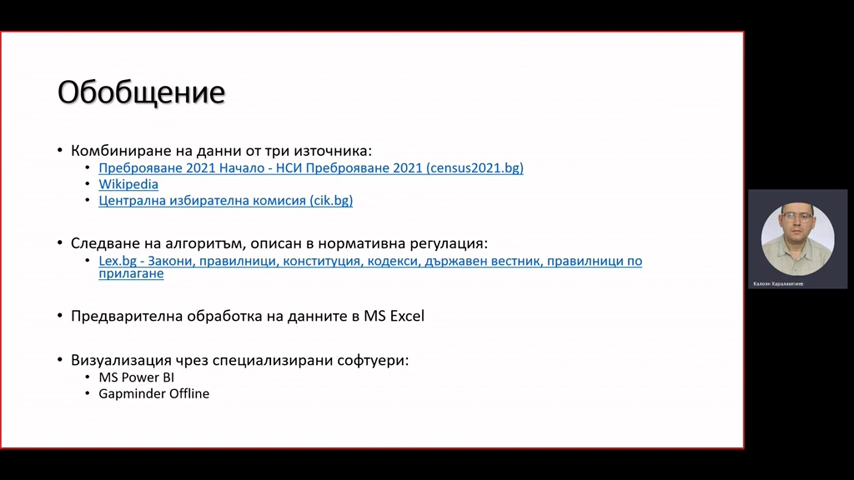 Обобщение
• Комбиниране на данни от три източника:
• Преброяване 2021 Начало - НСИ Преброяване 2021 (census2021.bg)
• Wikipedia
• Централна избирателна комисия (cik.bg)
• Следване на алгоритъм, описан в нормативна регулация:
• Lex.bg - Закони, правилници, конституция, кодекси, държавен вестник, правилници по
прилагане
• Предварителна обработка на данните в MS Excel
• Визуализация чрез специализирани софтуери:
• MS Power BI
• Gapminder Offline
Калоян Харалампиев